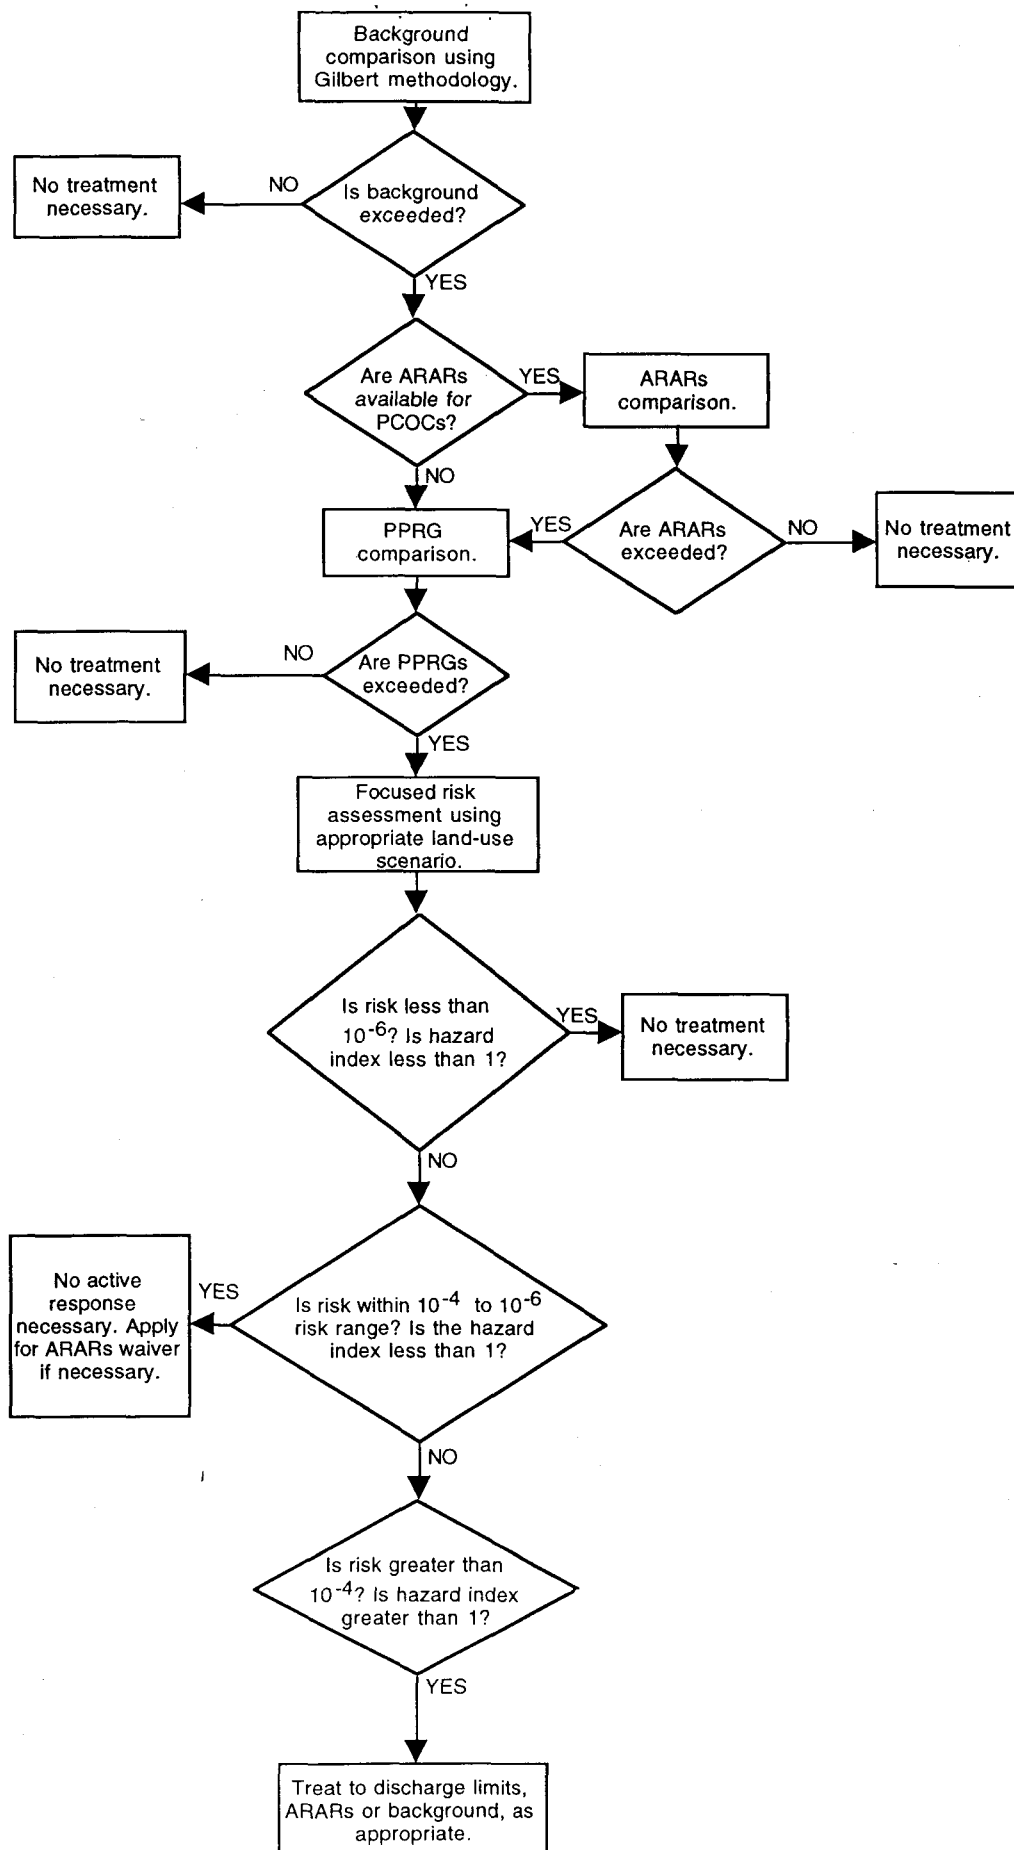 Background
comparison using
Gilbert methodology.
No treatment
necessary.
NO
Is background
exceeded?
YES
Are ARARs
available for
PCOCs?
YES
ARARs
comparison.
NO
PPRG
comparison.
YES
Are ARARs
exceeded?
NO
No treatment
necessary.
No treatment
necessary.
NO
Are PPRGs
exceeded?
YES
Focused risk
assessment using
appropriate land-use
scenario.
Is risk less than
10⁻⁶? Is hazard
index less than 1?
YES
No treatment
necessary.
NO
No active
response
necessary. Apply
for ARARs waiver
if necessary.
YES
Is risk within 10⁻⁴ to 10⁻⁶
risk range? Is the hazard
index less than 1?
NO
Is risk greater than
10⁻⁴? Is hazard index
greater than 1?
YES
Treat to discharge limits,
ARARs or background, as
appropriate.